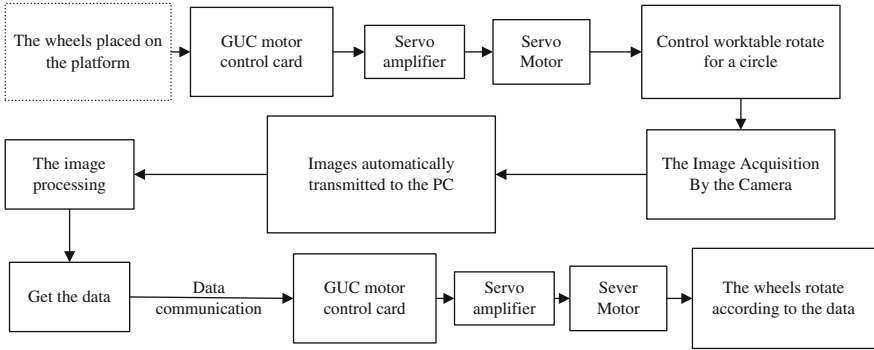 The wheels placed on
the platform
GUC motor
control card
Servo
amplifier
Servo
Motor
Control worktable rotate
for a circle
The Image Acquisition
By the Camera
Images automatically
transmitted to the PC
The image
processing
Get the data
Data
communication
GUC motor
control card
Servo
amplifier
Sever
Motor
The wheels rotate
according to the data